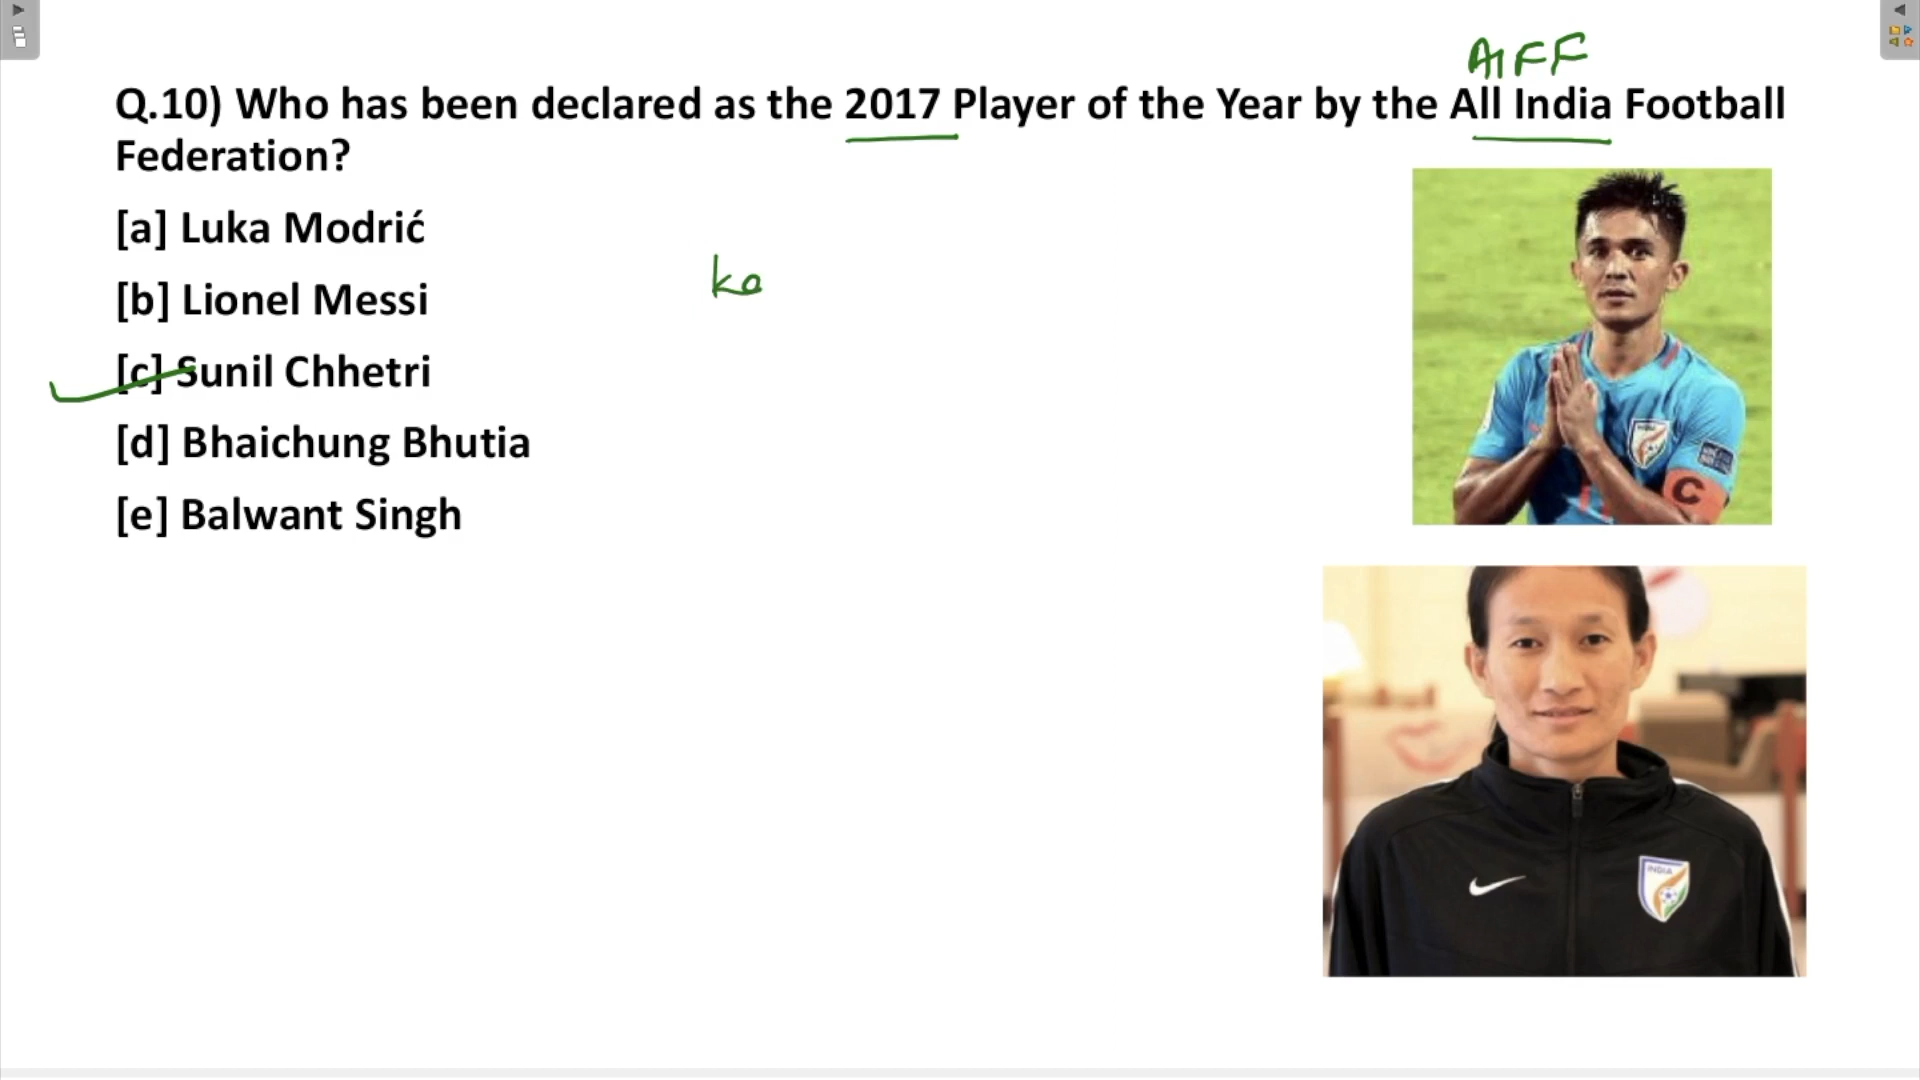 AIFF
Q.10) Who has been declared as the 2017 Player of the Year by the All India Football
Federation?
[a] Luka Modrić
[b] Lionel Messi
ka
[c] Sunil Chhetri
[d] Bhaichung Bhutia
[e] Balwant Singh
C
INDIA